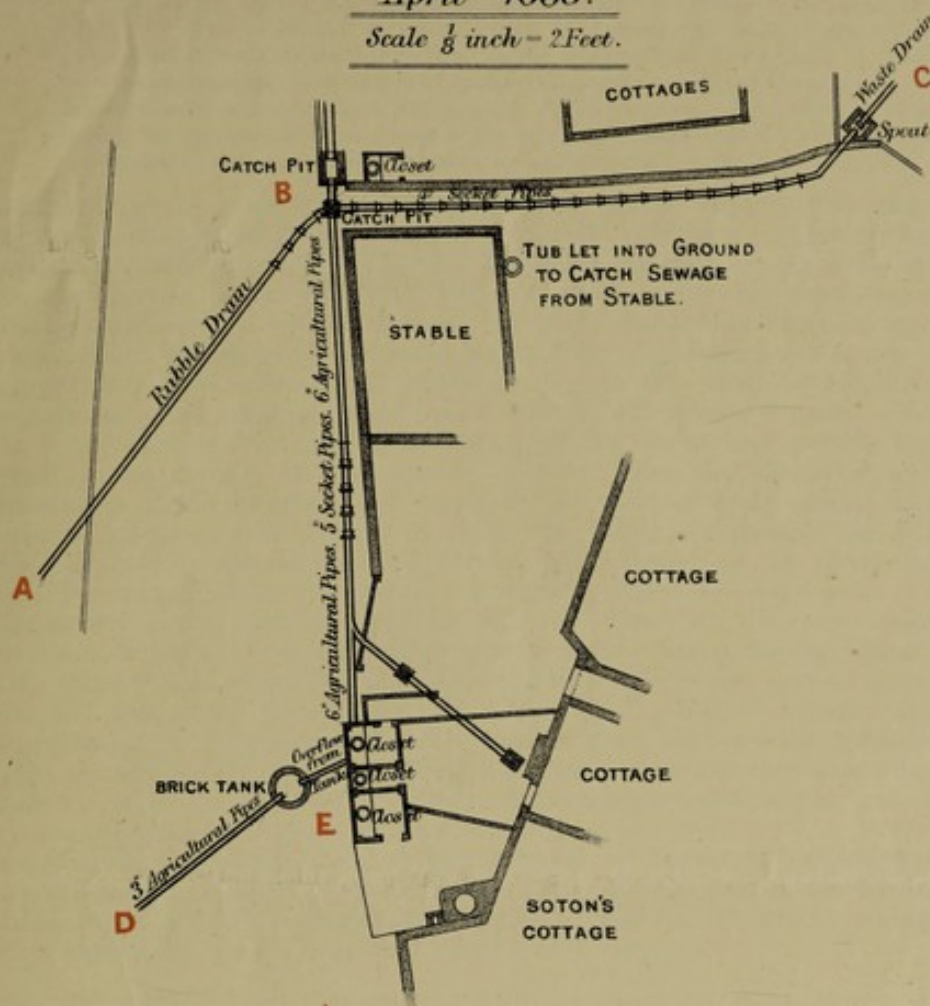 Scale 1/8 inch = 2 Feet.
COTTAGES
Waste Drain
C
Spout
CATCH PIT
Closet
B
4" Socket Pipes
CATCH PIT
TUB LET INTO GROUND
TO CATCH SEWAGE
FROM STABLE.
STABLE
Rubble Drain
6" Agricultural Pipes. 5" Socket Pipes. 6" Agricultural Pipes
A
COTTAGE
Overflow
from
Tank
Closet
BRICK TANK
Closet
COTTAGE
E
Closet
3" Agricultural Pipes
D
SOTON'S
COTTAGE